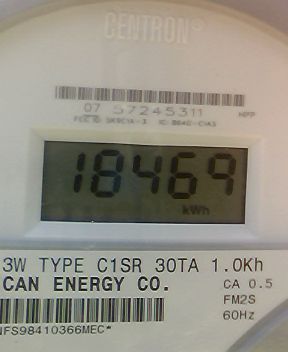 CENTRON®
07 57245311
18469
kWh
3W TYPE C1SR 30TA 1.0Kh
CAN ENERGY CO.
CA 0.5
FM2S
60Hz
NFS98410366MEC*